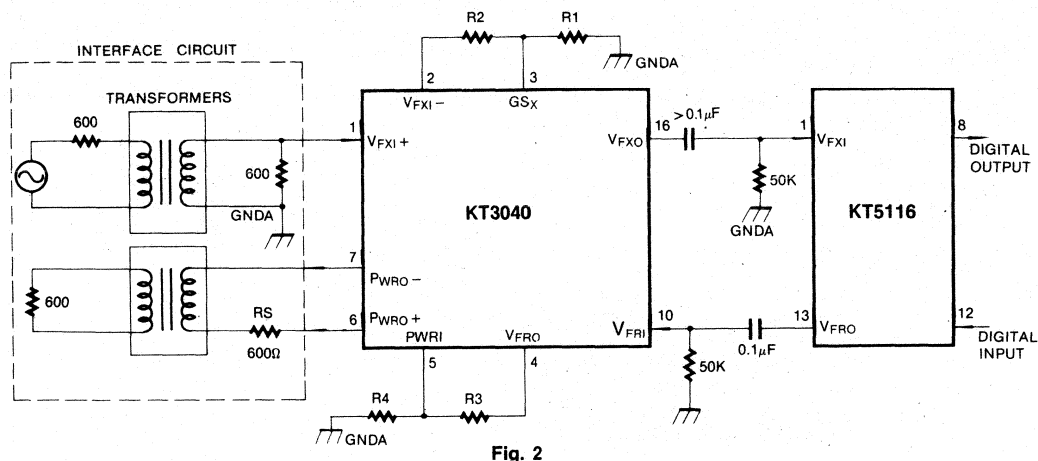 R2 R1
INTERFACE CIRCUIT
GNDA
2 3
TRANSFORMERS
VFXI− GSX
600
1
VFXI+
600
GNDA
KT3040
16
VFXO
>0.1µF
50K
GNDA
1
VFXI
8
DIGITAL
OUTPUT
KT5116
7
PWRO−
600
RS
600Ω
PWRO+
6
PWRI VFRO
5 4
10
VFRI
50K
0.1µF
13
VFRO
12
DIGITAL
INPUT
R4 R3
GNDA
Fig. 2